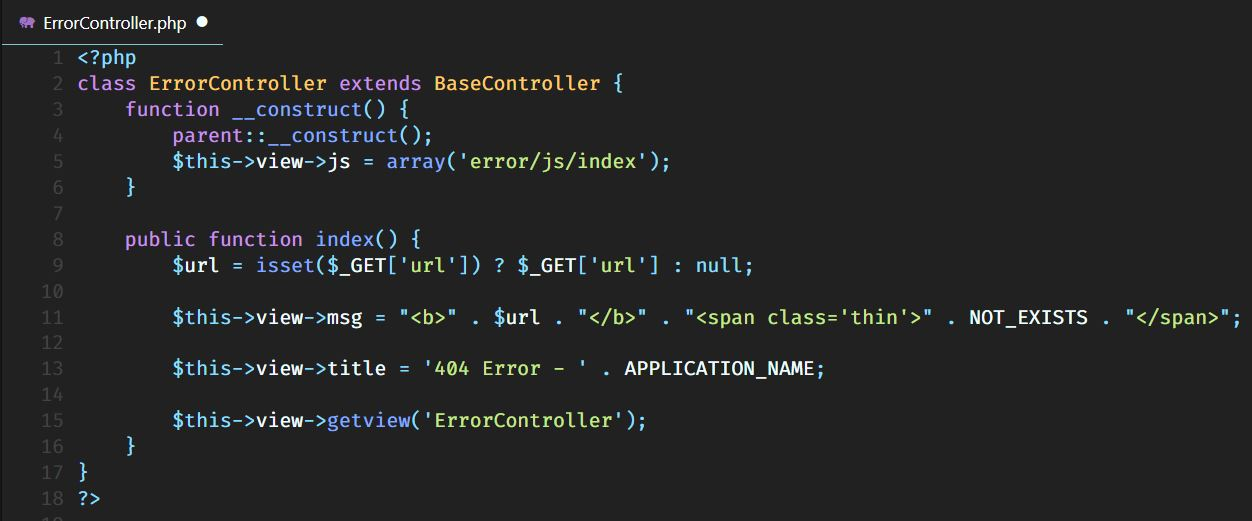 ErrorController.php
1 <?php
2 class ErrorController extends BaseController {
3     function __construct() {
4         parent::__construct();
5         $this->view->js = array('error/js/index');
6     }
7
8     public function index() {
9         $url = isset($_GET['url']) ? $_GET['url'] : null;
10
11         $this->view->msg = "<b>" . $url . "</b>" . "<span class='thin'>" . NOT_EXISTS . "</span>";
12
13         $this->view->title = '404 Error - ' . APPLICATION_NAME;
14
15         $this->view->getview('ErrorController');
16     }
17 }
18 ?>